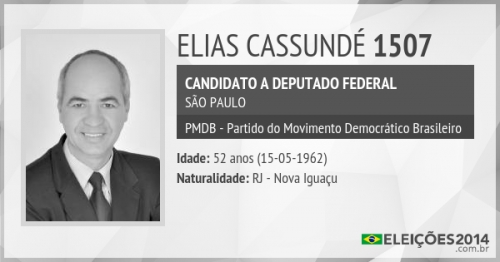 ELIAS CASSUNDÉ 1507
CANDIDATO A DEPUTADO FEDERAL
SÃO PAULO
PMDB - Partido do Movimento Democrático Brasileiro
Idade: 52 anos (15-05-1962)
Naturalidade: RJ - Nova Iguaçu
ELEIÇÕES2014
.com.br